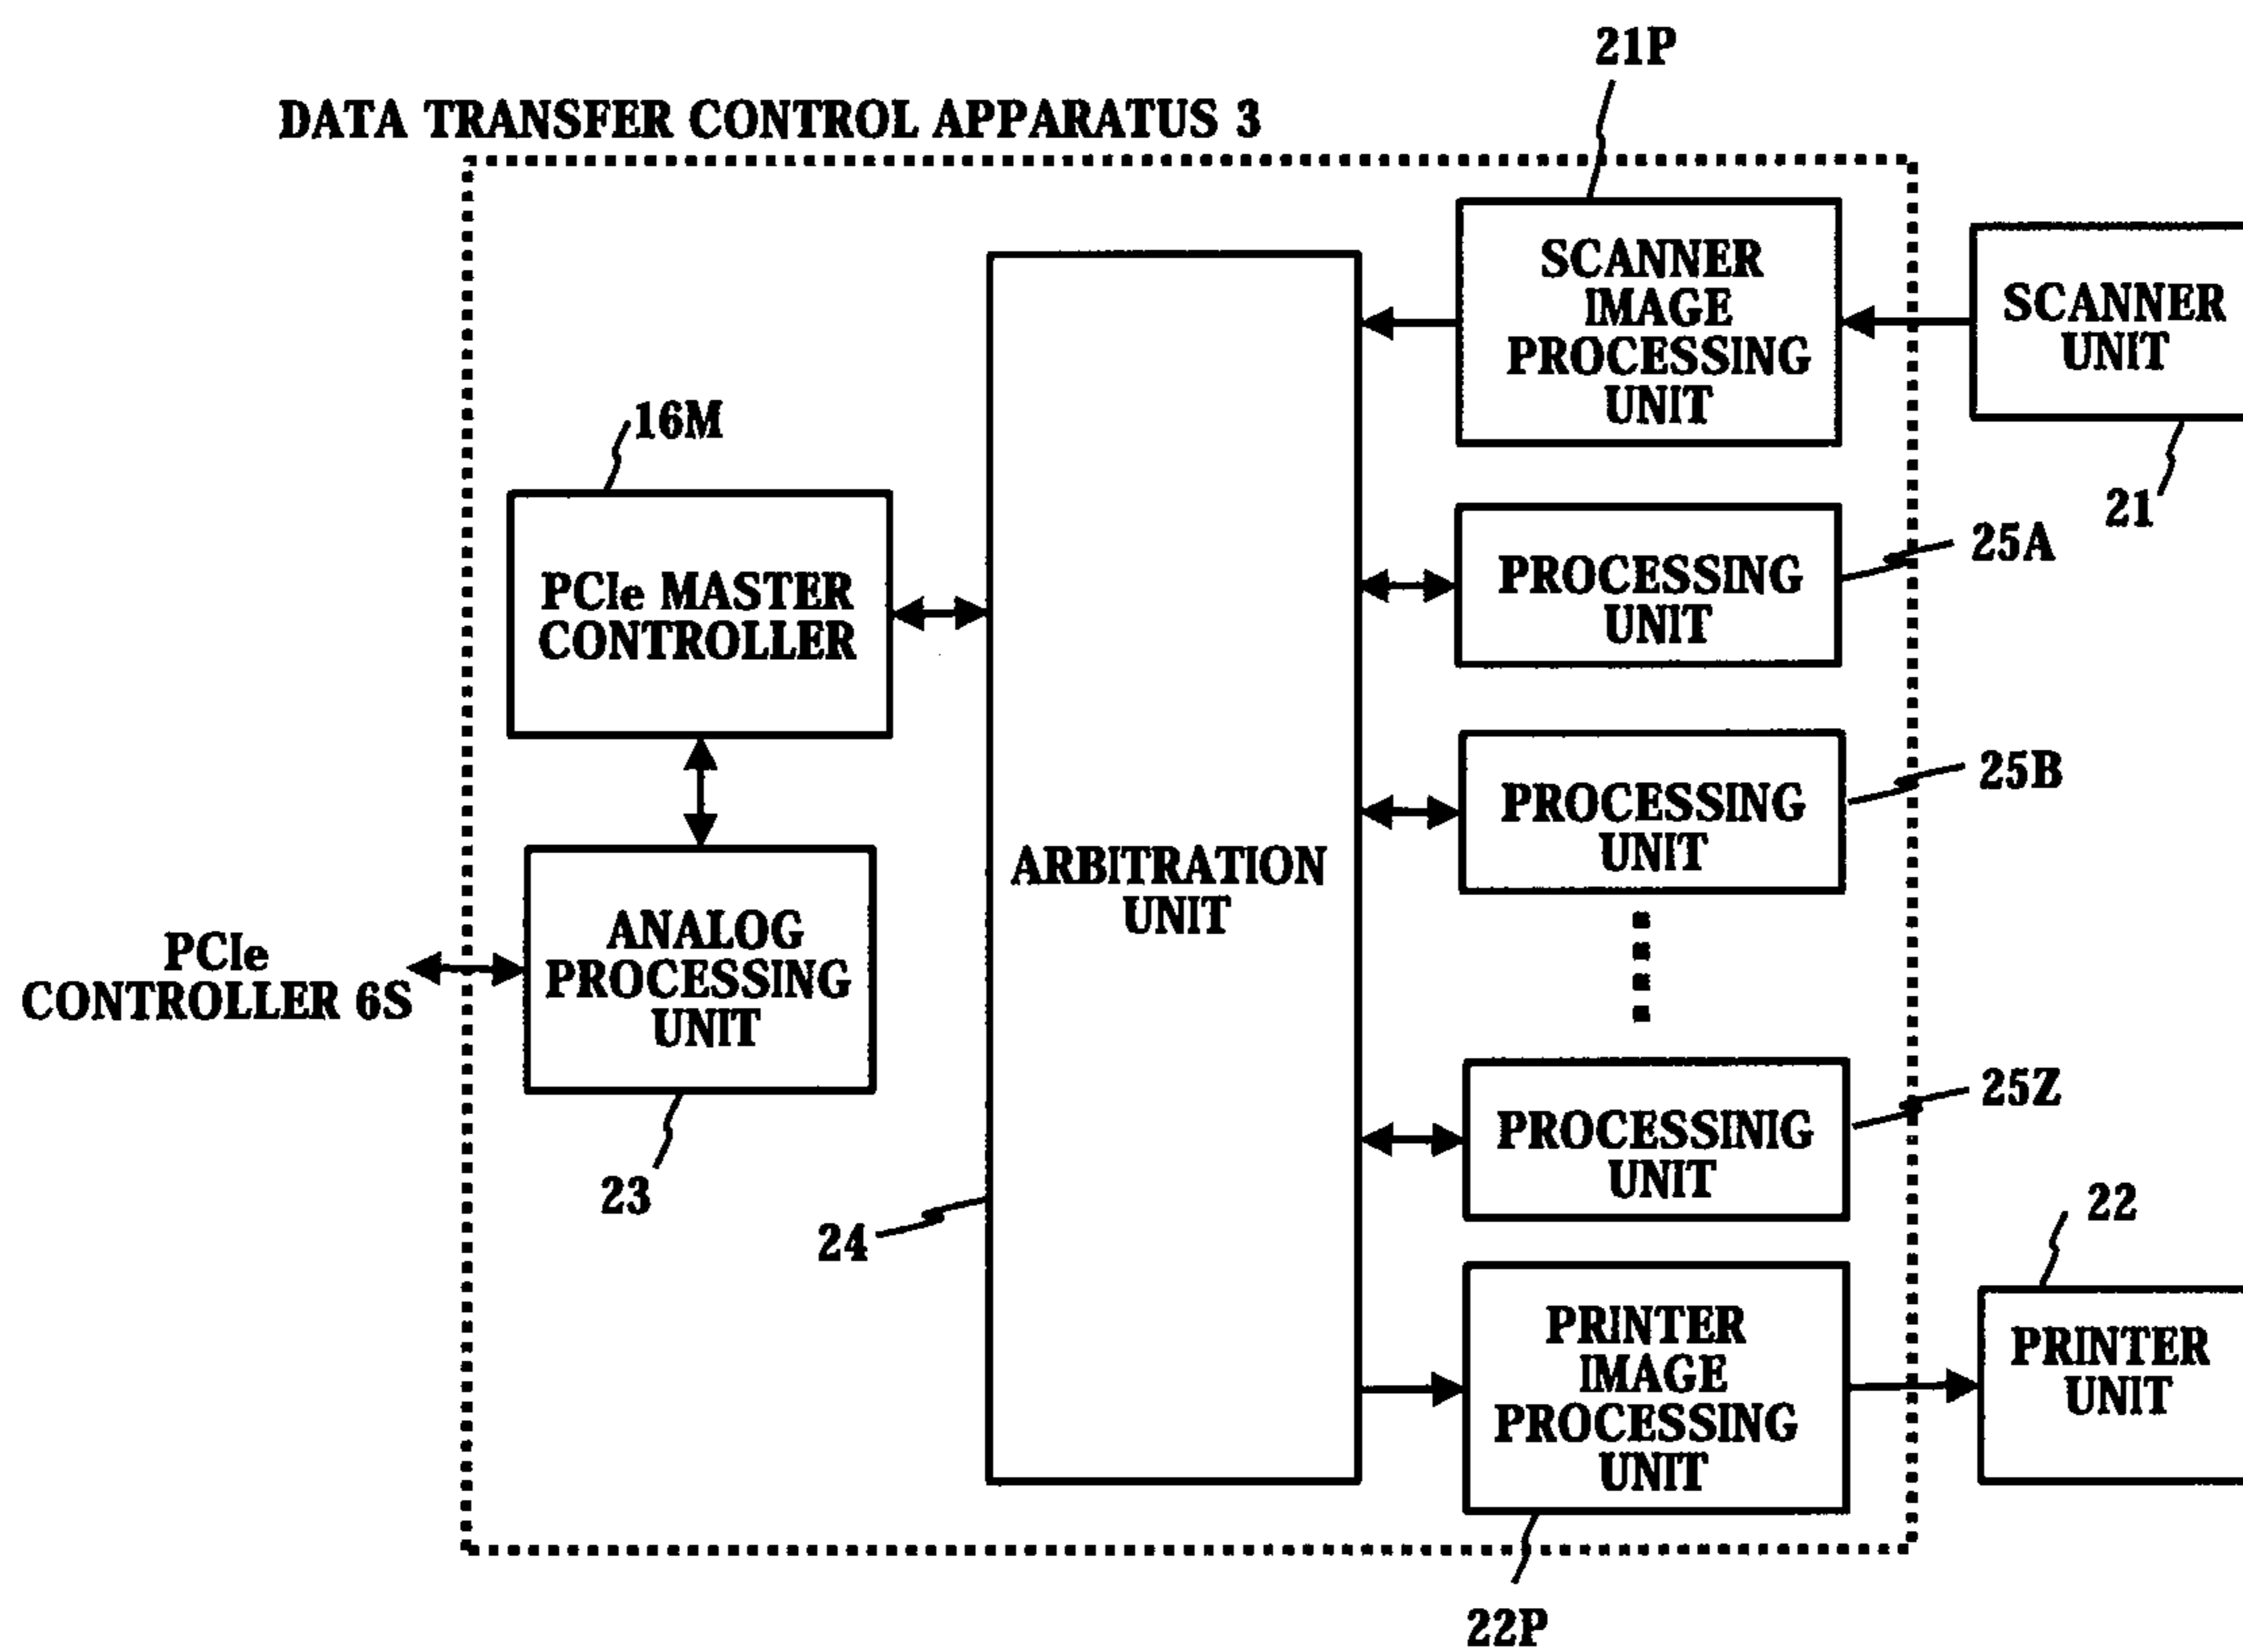 21P
DATA TRANSFER CONTROL APPARATUS 3
SCANNER
IMAGE
PROCESSING
UNIT
SCANNER
UNIT
21
16M
PCIe MASTER
CONTROLLER
25A
PROCESSING
UNIT
25B
PROCESSING
UNIT
ARBITRATION
UNIT
ANALOG
PROCESSING
UNIT
PCIe
CONTROLLER 6S
23
24
25Z
PROCESSINIG
UNIT
22
PRINTER
IMAGE
PROCESSING
UNIT
PRINTER
UNIT
22P